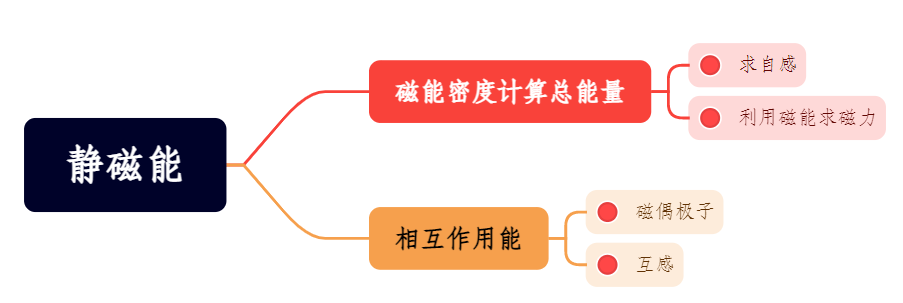 静磁能
磁能密度计算总能量
求自感
利用磁能求磁力
相互作用能
磁偶极子
互感